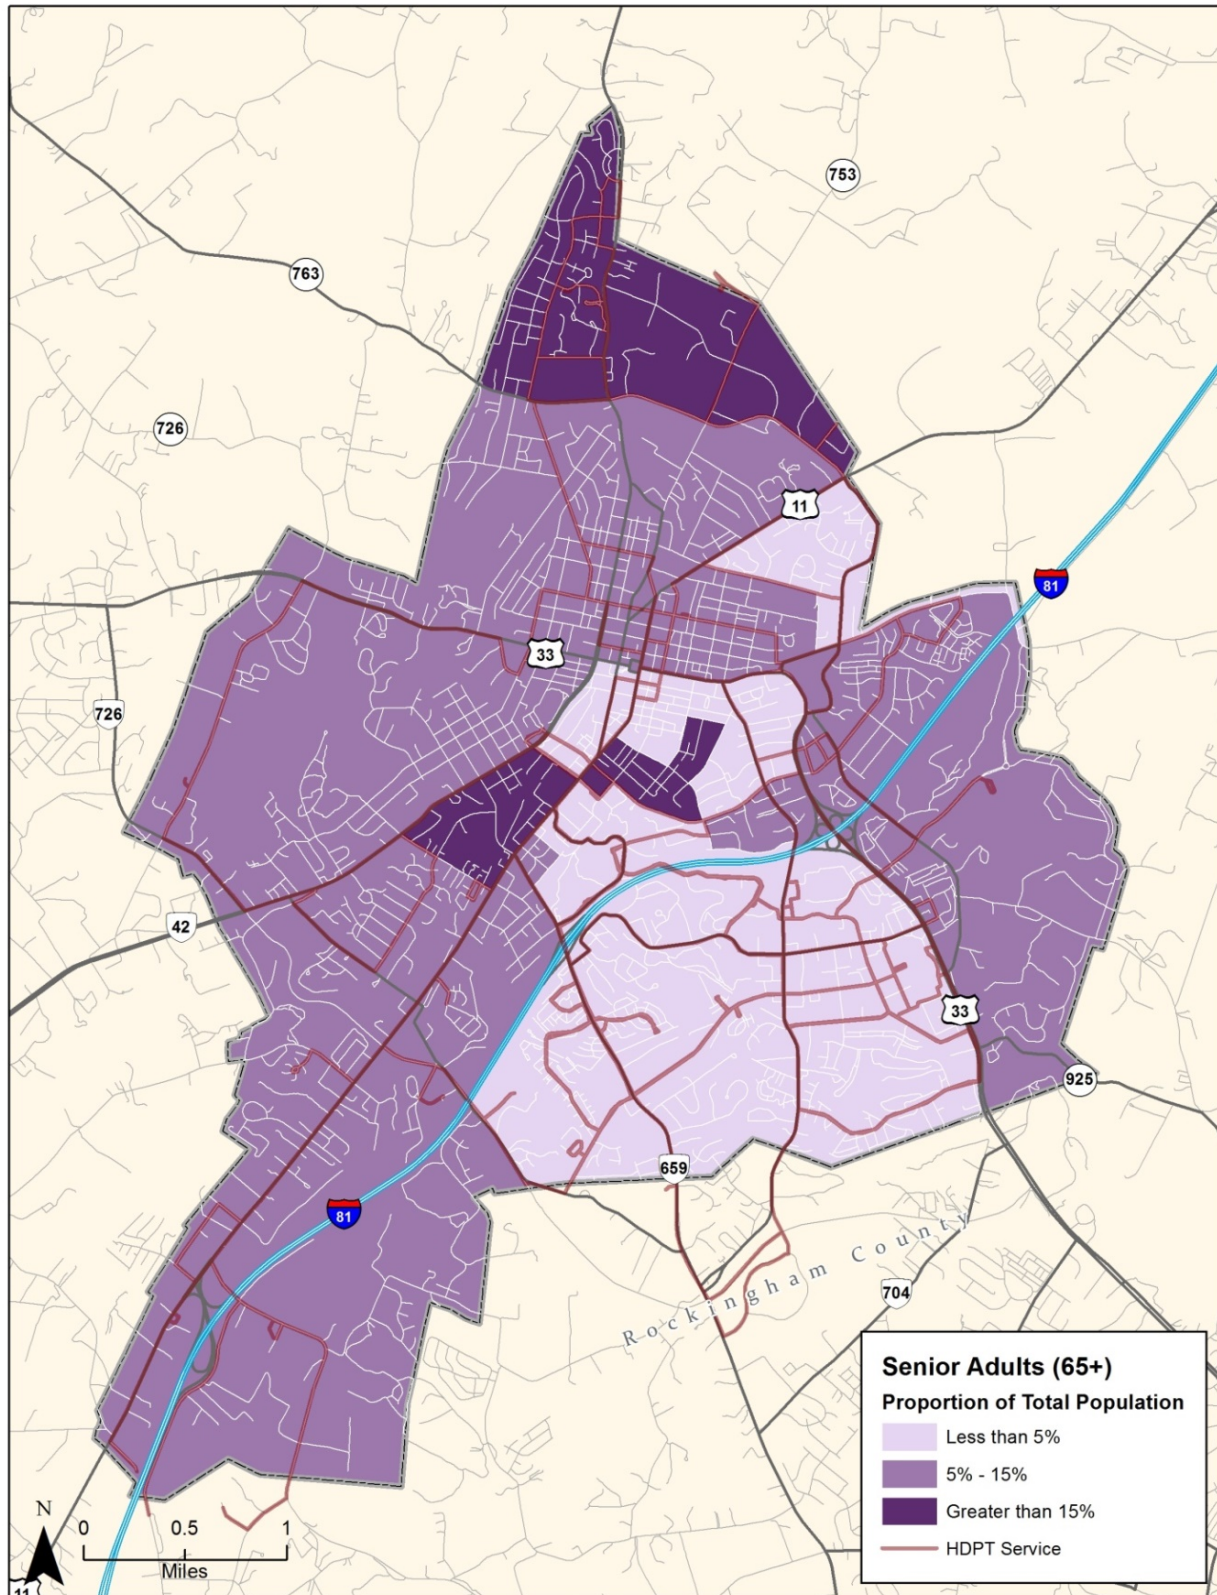 753
763
726
11
81
33
726
42
33
925
659
81
Rockingham County
704
Senior Adults (65+)
Proportion of Total Population
Less than 5%
5% - 15%
Greater than 15%
HDPT Service
N
0 0.5 1
Miles
11